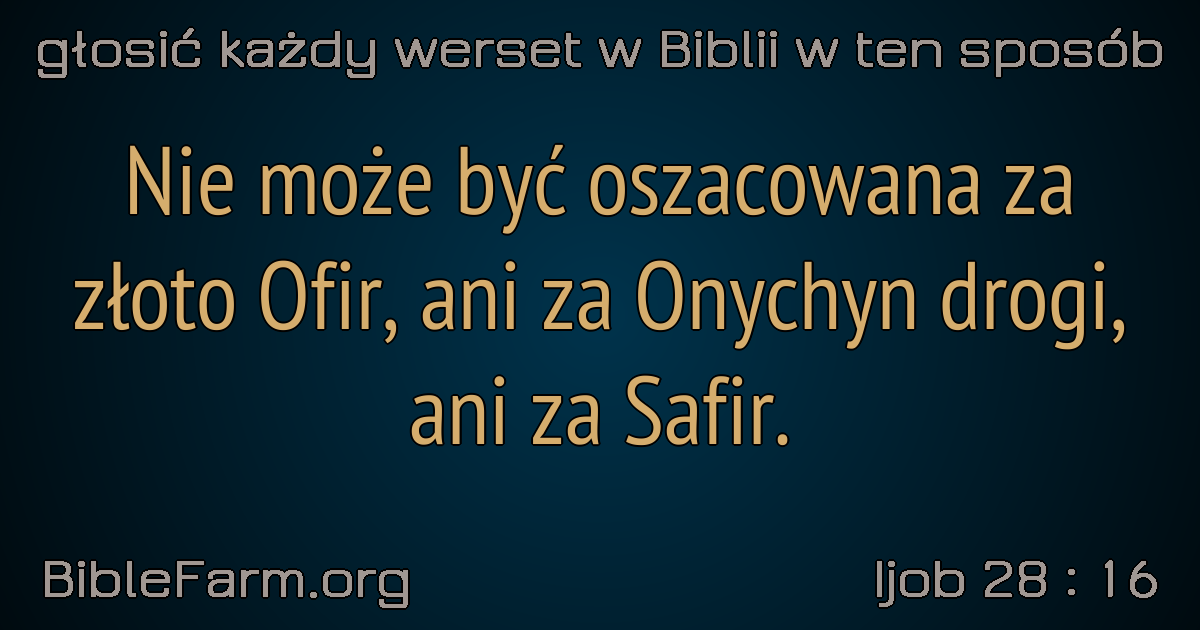 głosić każdy werset w Biblii w ten sposób
Nie może być oszacowana za
złoto Ofir, ani za Onychyn drogi,
ani za Safir.
BibleFarm.org
Ijob 28 : 16